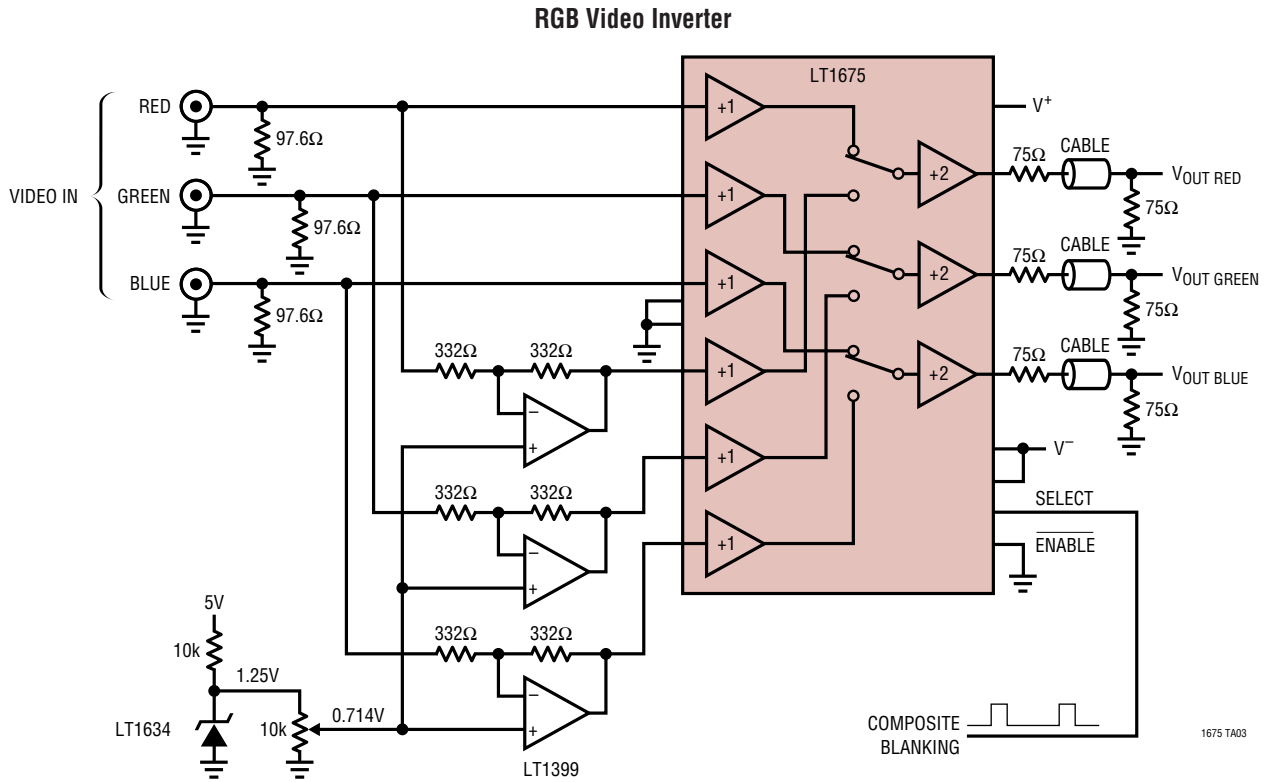 RGB Video Inverter
LT1675
VIDEO IN
RED
97.6Ω
GREEN
97.6Ω
BLUE
97.6Ω
+1
+1
+1
+1
+1
+1
+2
+2
+2
V+
75Ω
CABLE
VOUT RED
75Ω
75Ω
CABLE
VOUT GREEN
75Ω
75Ω
CABLE
VOUT BLUE
75Ω
V–
SELECT
ENABLE
332Ω 332Ω
–
+
332Ω 332Ω
–
+
332Ω 332Ω
–
+
LT1399
5V
10k
1.25V
LT1634
10k
0.714V
COMPOSITE
BLANKING
1675 TA03